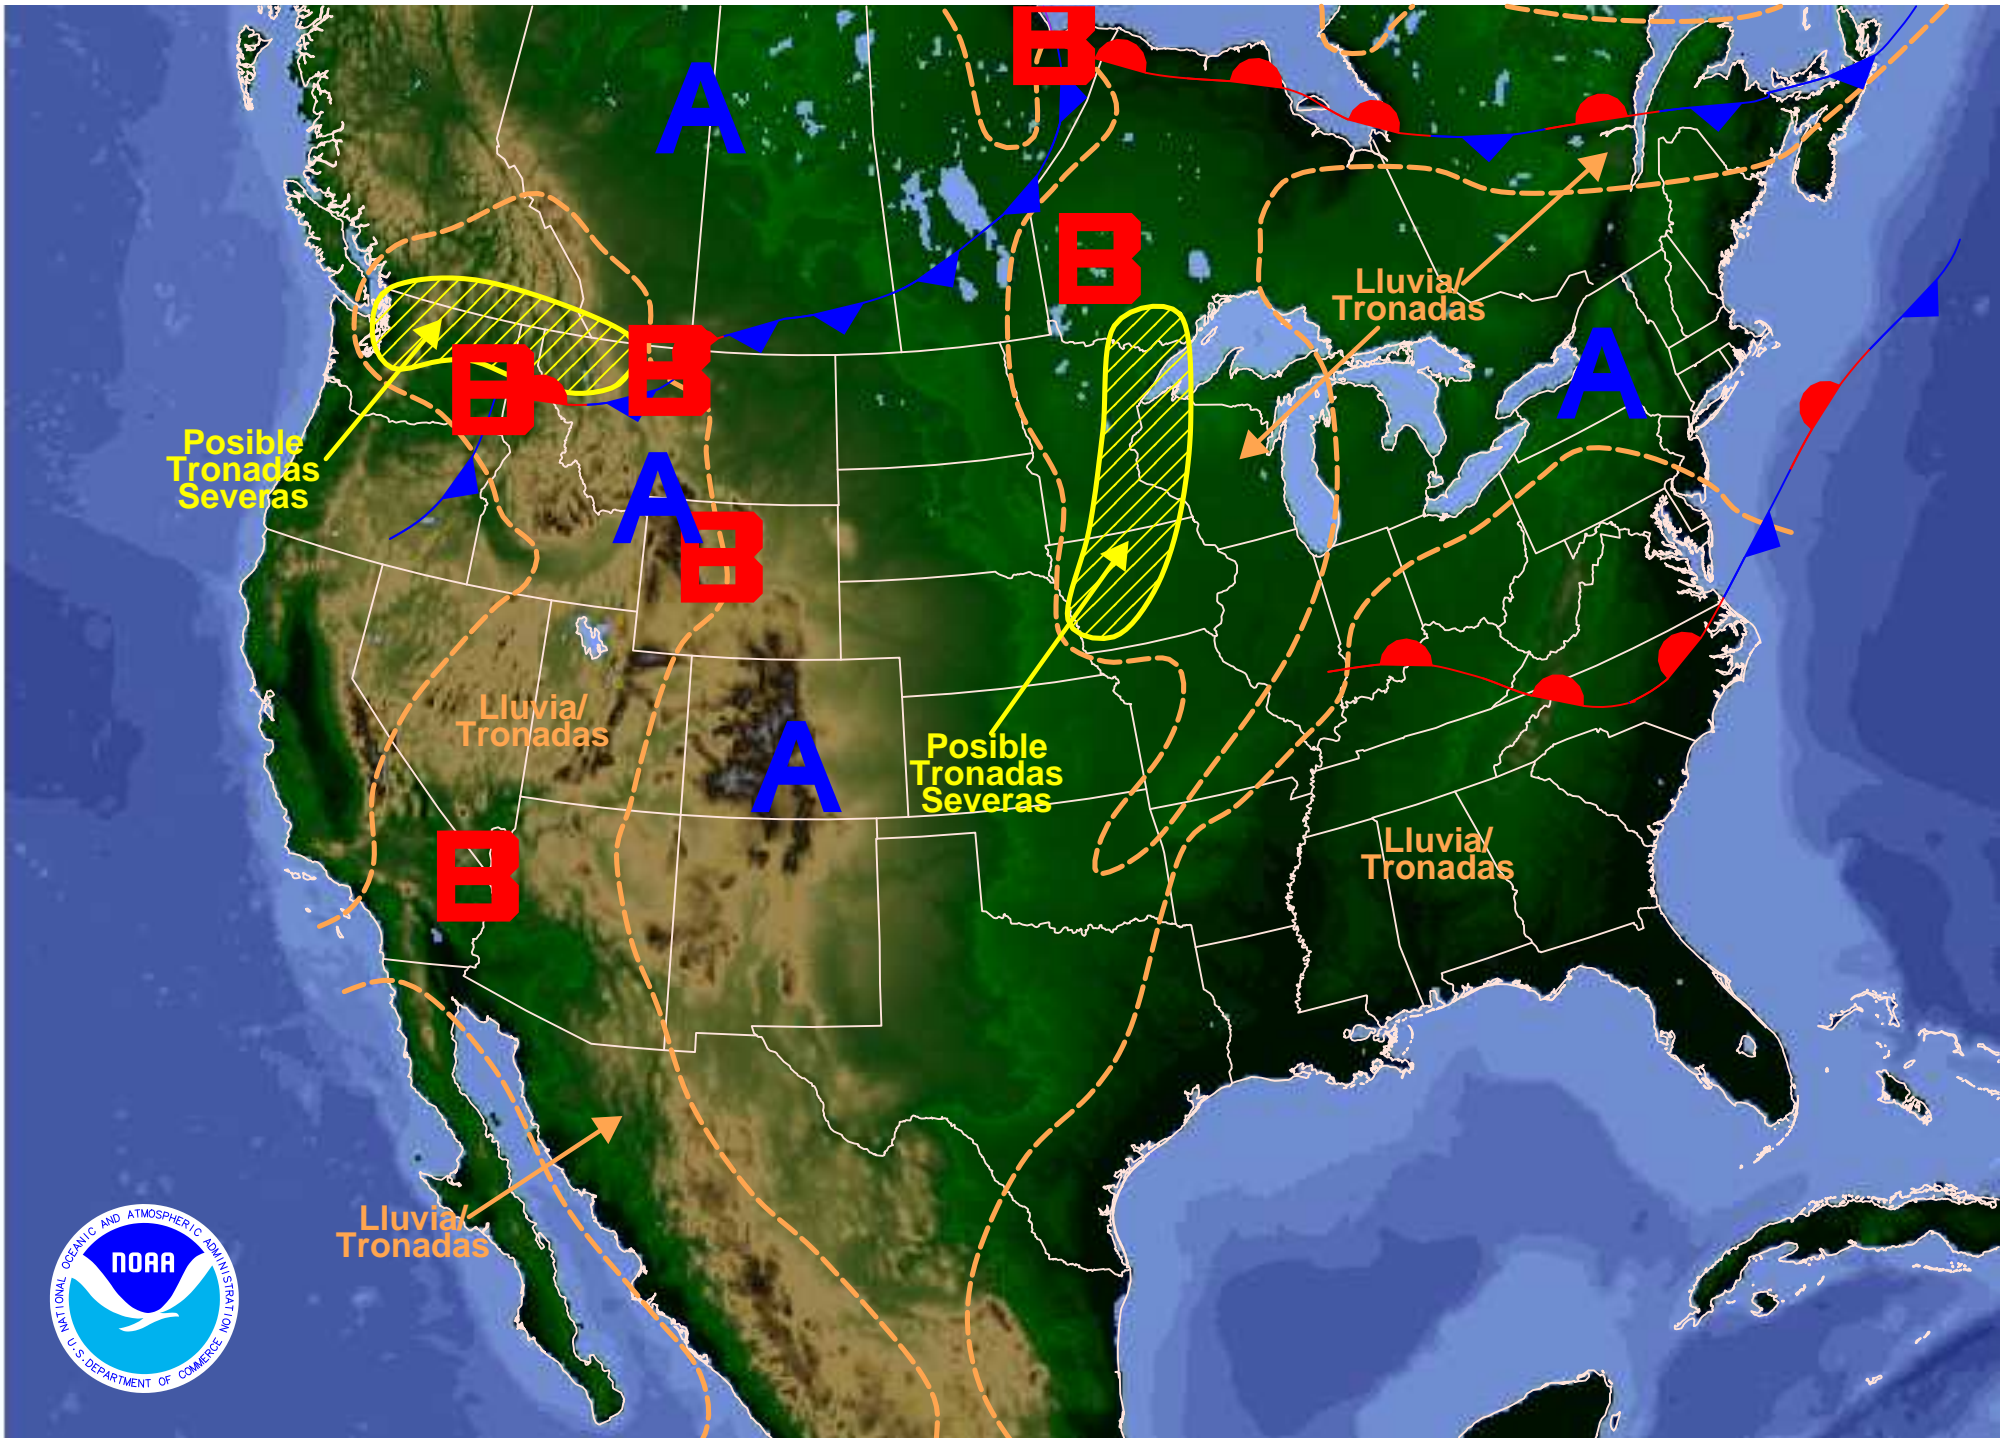 B
A
B
Lluvia/
Tronadas
B
B
A
Posible
Tronadas
Severas
A
B
Lluvia/
Tronadas
Posible
Tronadas
Severas
A
Lluvia/
Tronadas
B
Lluvia/
Tronadas
NOAA
NATIONAL OCEANIC AND ATMOSPHERIC ADMINISTRATION
U.S. DEPARTMENT OF COMMERCE